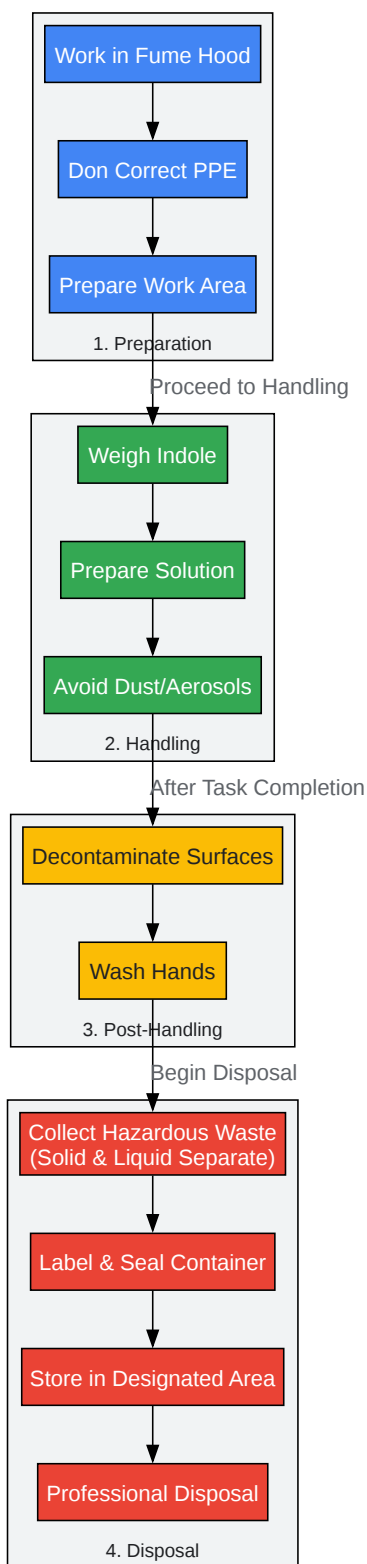 Work in Fume Hood
Don Correct PPE
Prepare Work Area
1. Preparation
Proceed to Handling
Weigh Indole
Prepare Solution
Avoid Dust/Aerosols
2. Handling
After Task Completion
Decontaminate Surfaces
Wash Hands
3. Post-Handling
Begin Disposal
Collect Hazardous Waste
(Solid & Liquid Separate)
Label & Seal Container
Store in Designated Area
Professional Disposal
4. Disposal